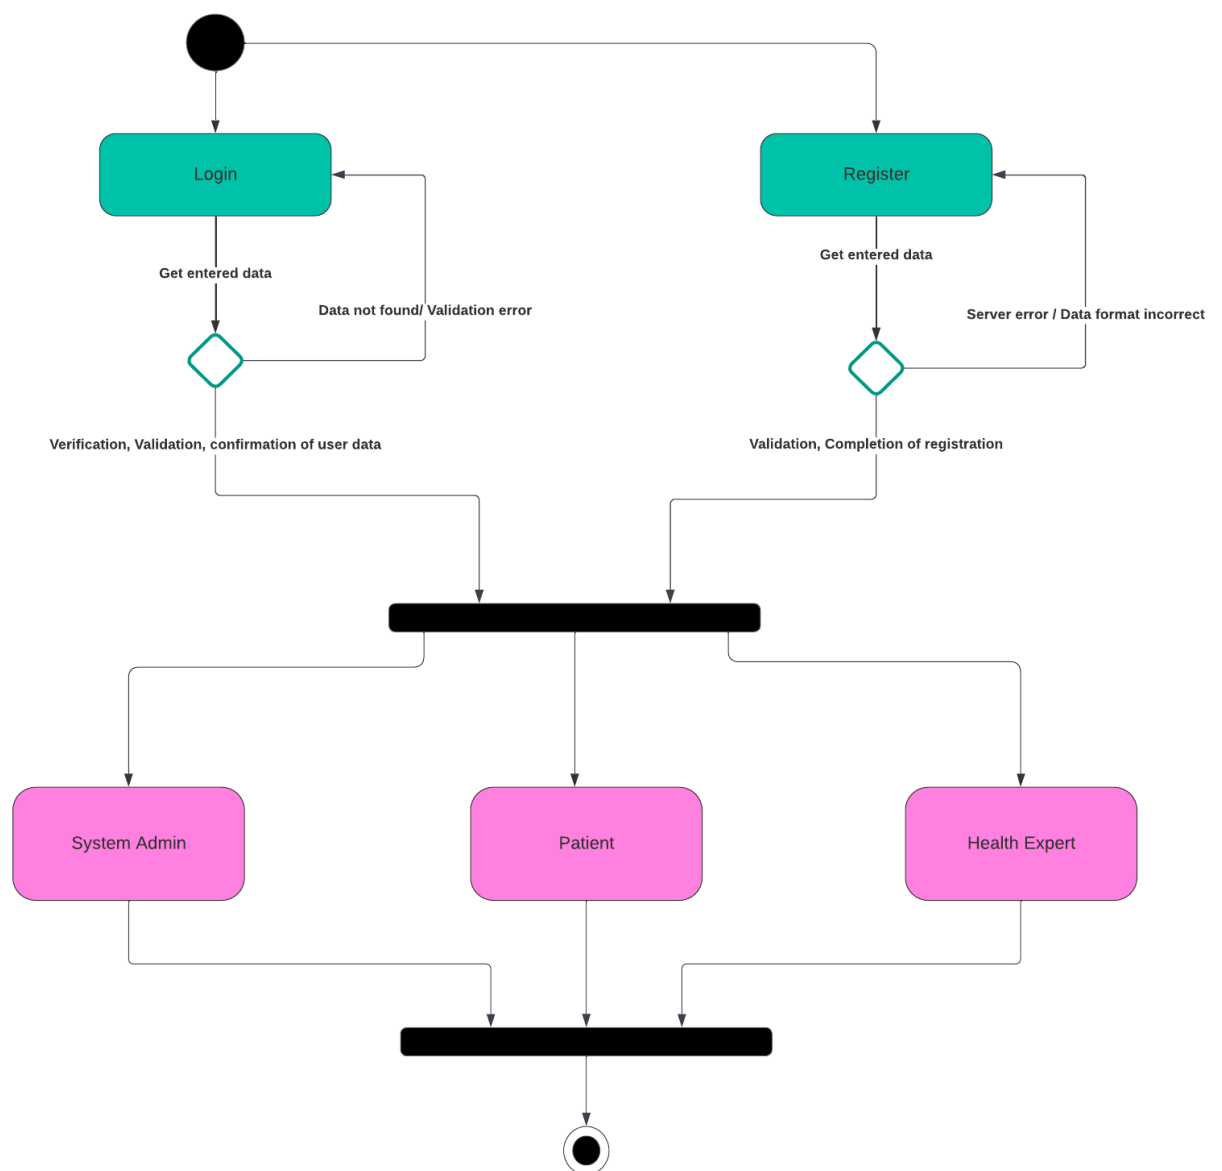 Login
Register
Get entered data
Get entered data
Data not found/ Validation error
Server error / Data format incorrect
Verification, Validation, confirmation of user data
Validation, Completion of registration
System Admin
Patient
Health Expert